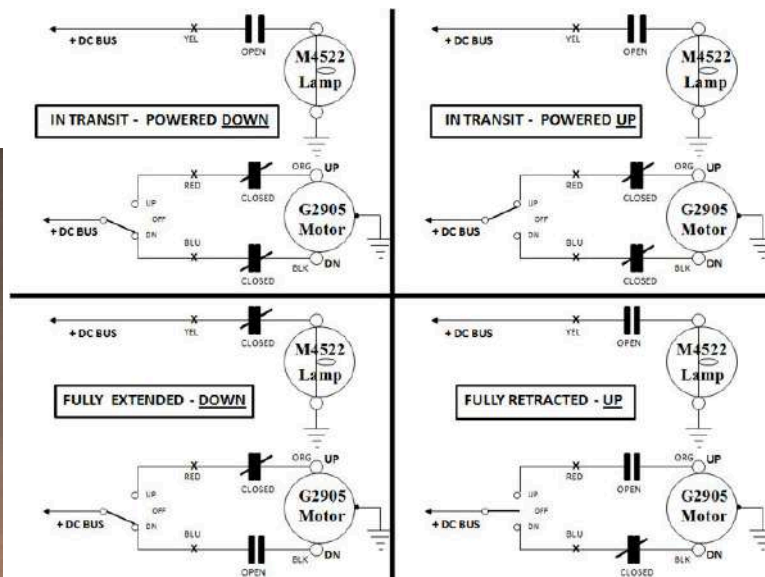 + DC BUS
X
YEL
OPEN
M4522
Lamp
IN TRANSIT - POWERED DOWN
ORG
UP
X
RED
CLOSED
UP
OFF
DN
+ DC BUS
G2905
Motor
BLU
X
CLOSED
BLK
DN
+ DC BUS
X
YEL
OPEN
M4522
Lamp
IN TRANSIT - POWERED UP
ORG
UP
X
RED
CLOSED
UP
OFF
DN
+ DC BUS
G2905
Motor
BLU
X
CLOSED
BLK
DN
+ DC BUS
X
YEL
CLOSED
M4522
Lamp
FULLY EXTENDED - DOWN
ORG
UP
X
RED
CLOSED
UP
OFF
DN
+ DC BUS
G2905
Motor
BLU
X
OPEN
BLK
DN
+ DC BUS
X
YEL
OPEN
M4522
Lamp
FULLY RETRACTED - UP
ORG
UP
X
RED
OPEN
UP
OFF
DN
+ DC BUS
G2905
Motor
BLU
X
CLOSED
BLK
DN